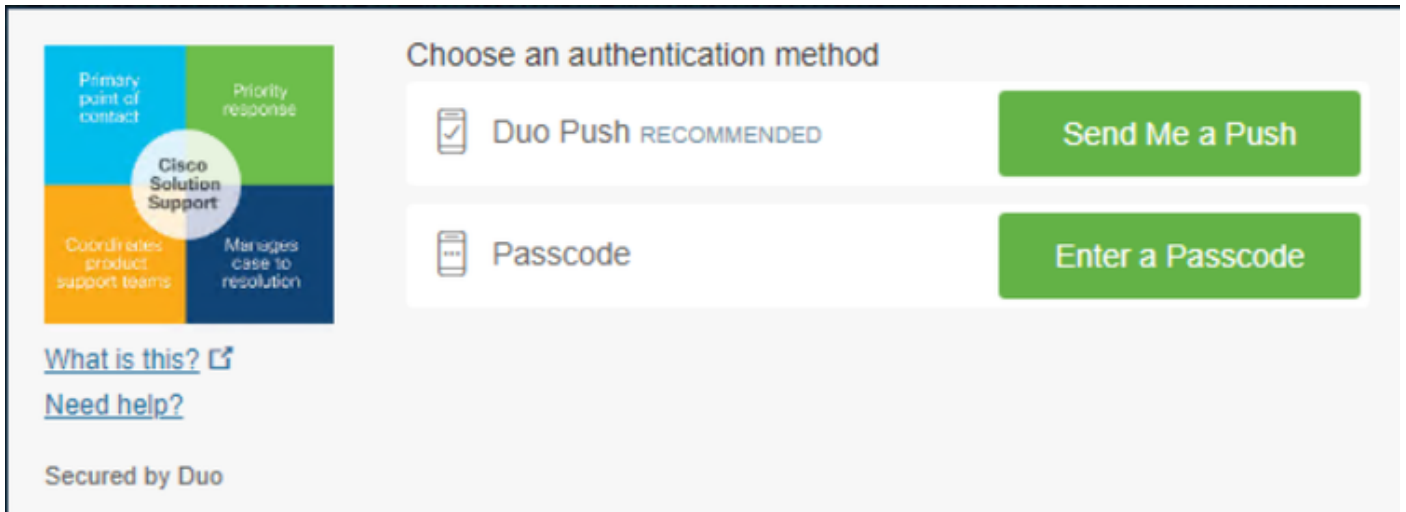 Primary
point of
contact
Priority
response
Cisco
Solution
Support
Coordinates
product
support teams
Manages
case to
resolution
What is this?
Need help?
Secured by Duo
Choose an authentication method
Duo Push RECOMMENDED
Send Me a Push
Passcode
Enter a Passcode